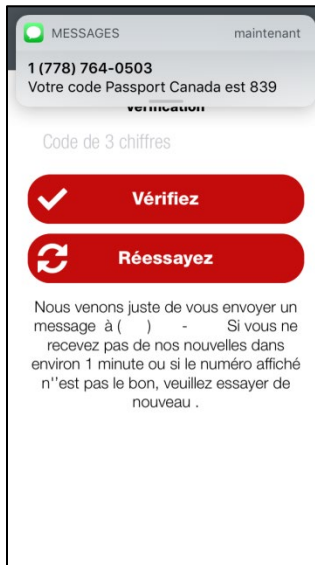 MESSAGES maintenant
1 (778) 764-0503
Votre code Passport Canada est 839
Vérification
Code de 3 chiffres
Vérifiez
Réessayez
Nous venons juste de vous envoyer un
message à ( ) - Si vous ne
recevez pas de nos nouvelles dans
environ 1 minute ou si le numéro affiché
n''est pas le bon, veuillez essayer de
nouveau .